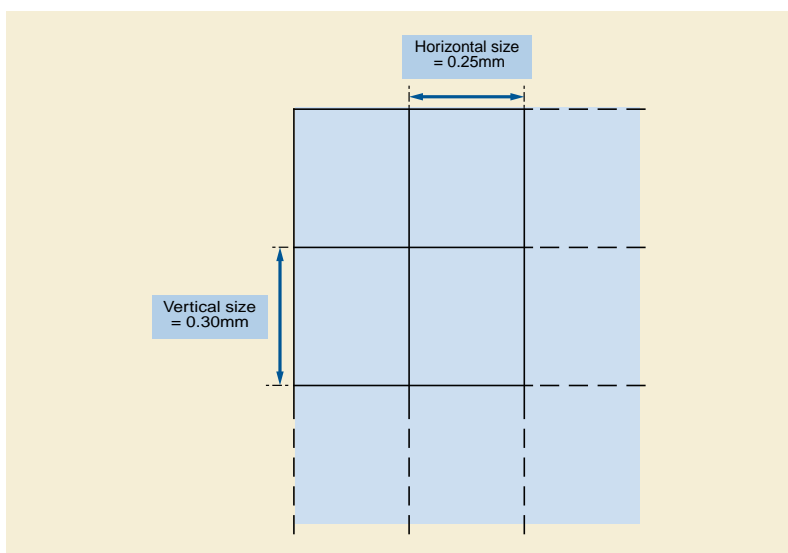 Horizontal size
= 0.25mm
Vertical size
= 0.30mm